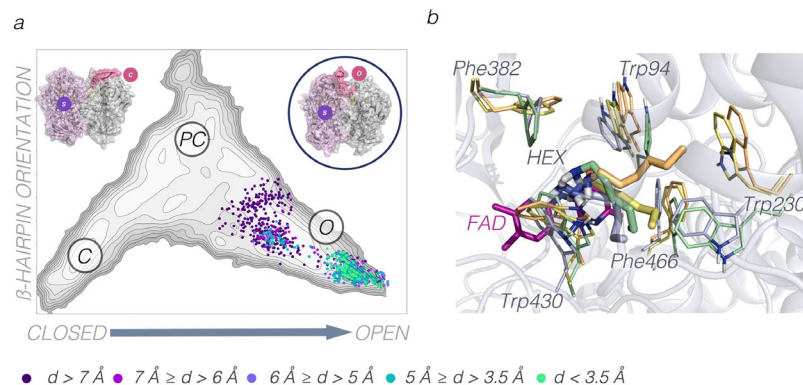 a
s
c
s
o
PC
O
C
β-HAIRPIN ORIENTATION
CLOSED
OPEN
b
Phe382
Trp94
HEX
Trp230
FAD
Phe466
Trp430
d > 7 Å
7 Å ≥ d > 6 Å
6 Å ≥ d > 5 Å
5 Å ≥ d > 3.5 Å
d < 3.5 Å